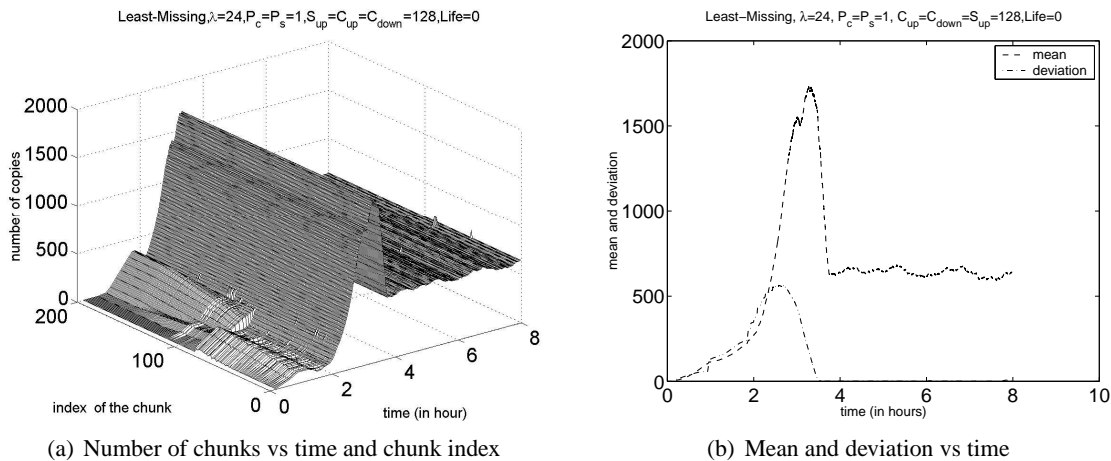 Least-Missing,λ=24,P_c=P_s=1,S_up=C_up=C_down=128,Life=0
2000
1500
1000
500
0
number of copies
200
100
0
index of the chunk
0
2
4
6
8
time (in hour)
(a) Number of chunks vs time and chunk index
Least–Missing, λ=24, P_c=P_s=1, C_up=C_down=S_up=128,Life=0
2000
1500
1000
500
0
mean and deviation
mean
deviation
0
2
4
6
8
10
time (in hours)
(b) Mean and deviation vs time